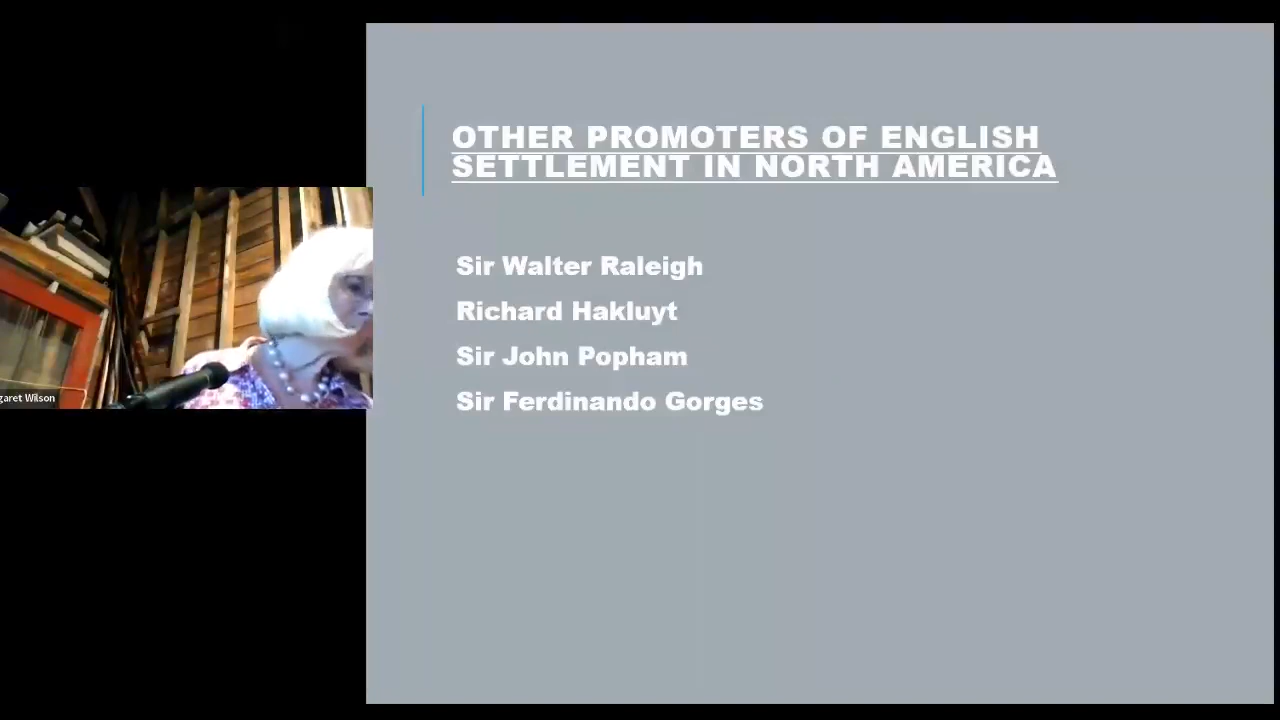 OTHER PROMOTERS OF ENGLISH
SETTLEMENT IN NORTH AMERICA
Sir Walter Raleigh
Richard Hakluyt
Sir John Popham
Sir Ferdinando Gorges
garet Wilson